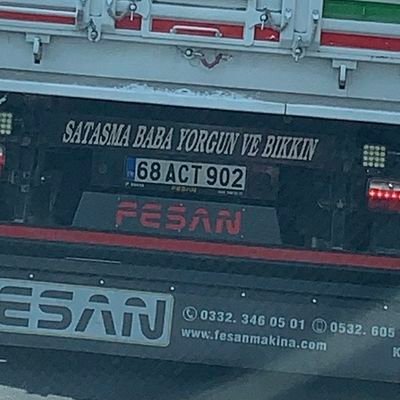 SATASMA BABA YORGUN VE BIKKIN
68 ACT 902
FESAN
FESAN
ESAN
0332. 346 05 01 0532. 605
www.fesanmakina.com
K